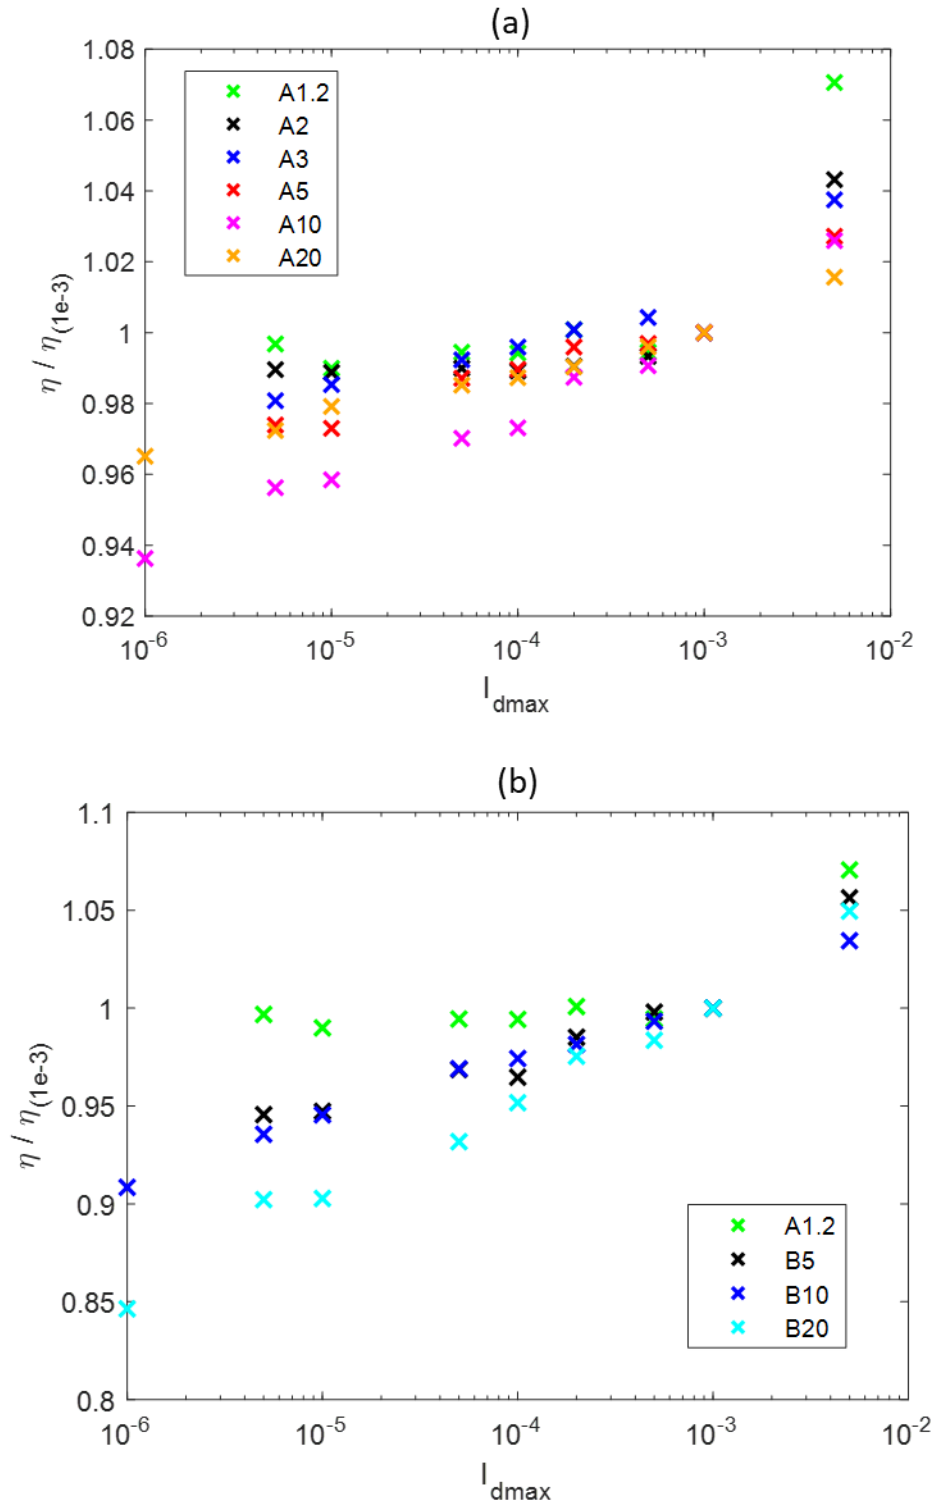 (a)
1.08
1.06
1.04
1.02
1
0.98
0.96
0.94
0.92
η / η(1e-3)
A1.2
A2
A3
A5
A10
A20
10-6 10-5 10-4 10-3 10-2
Idmax
(b)
1.1
1.05
1
0.95
0.9
0.85
0.8
η / η(1e-3)
A1.2
B5
B10
B20
10-6 10-5 10-4 10-3 10-2
Idmax